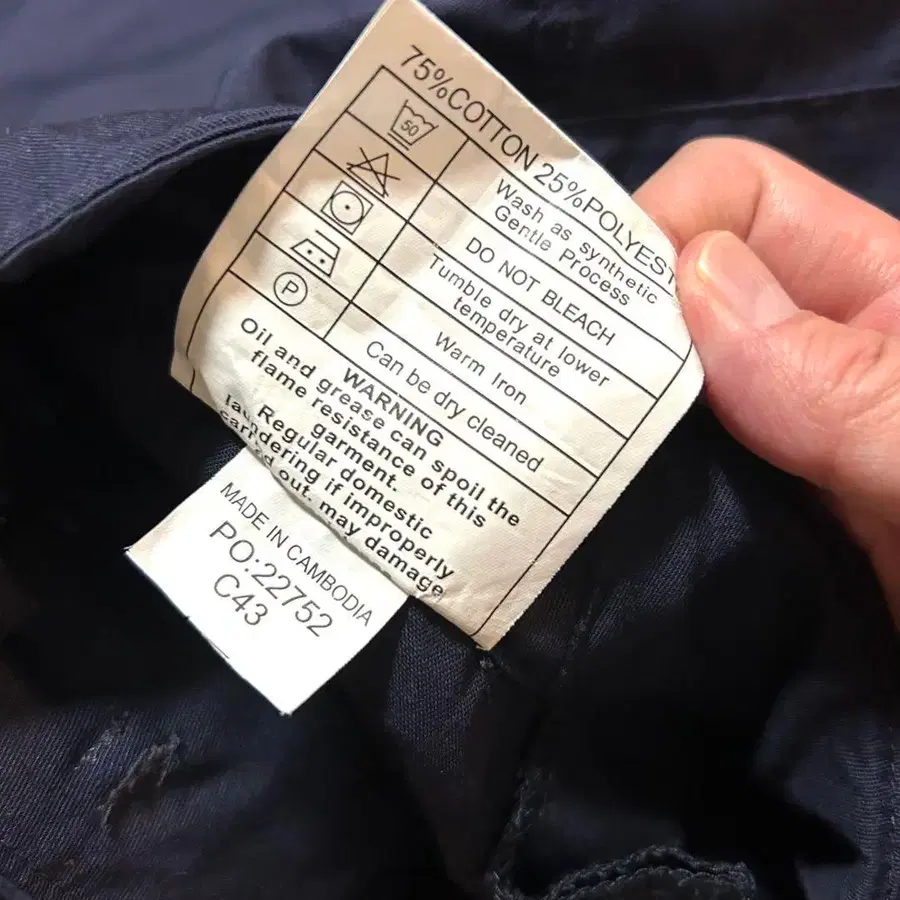 75%COTTON 25%POLYEST
50
Wash as synthetic
Gentle Process
DO NOT BLEACH
Tumble dry at lower
temperature
Warm Iron
P
Can be dry cleaned
WARNING
Oil and grease can spoil the
flame resistance of this
garment.
Regular domestic
laundering if improperly
out. may damage
MADE IN CAMBODIA
PO:22752
C43